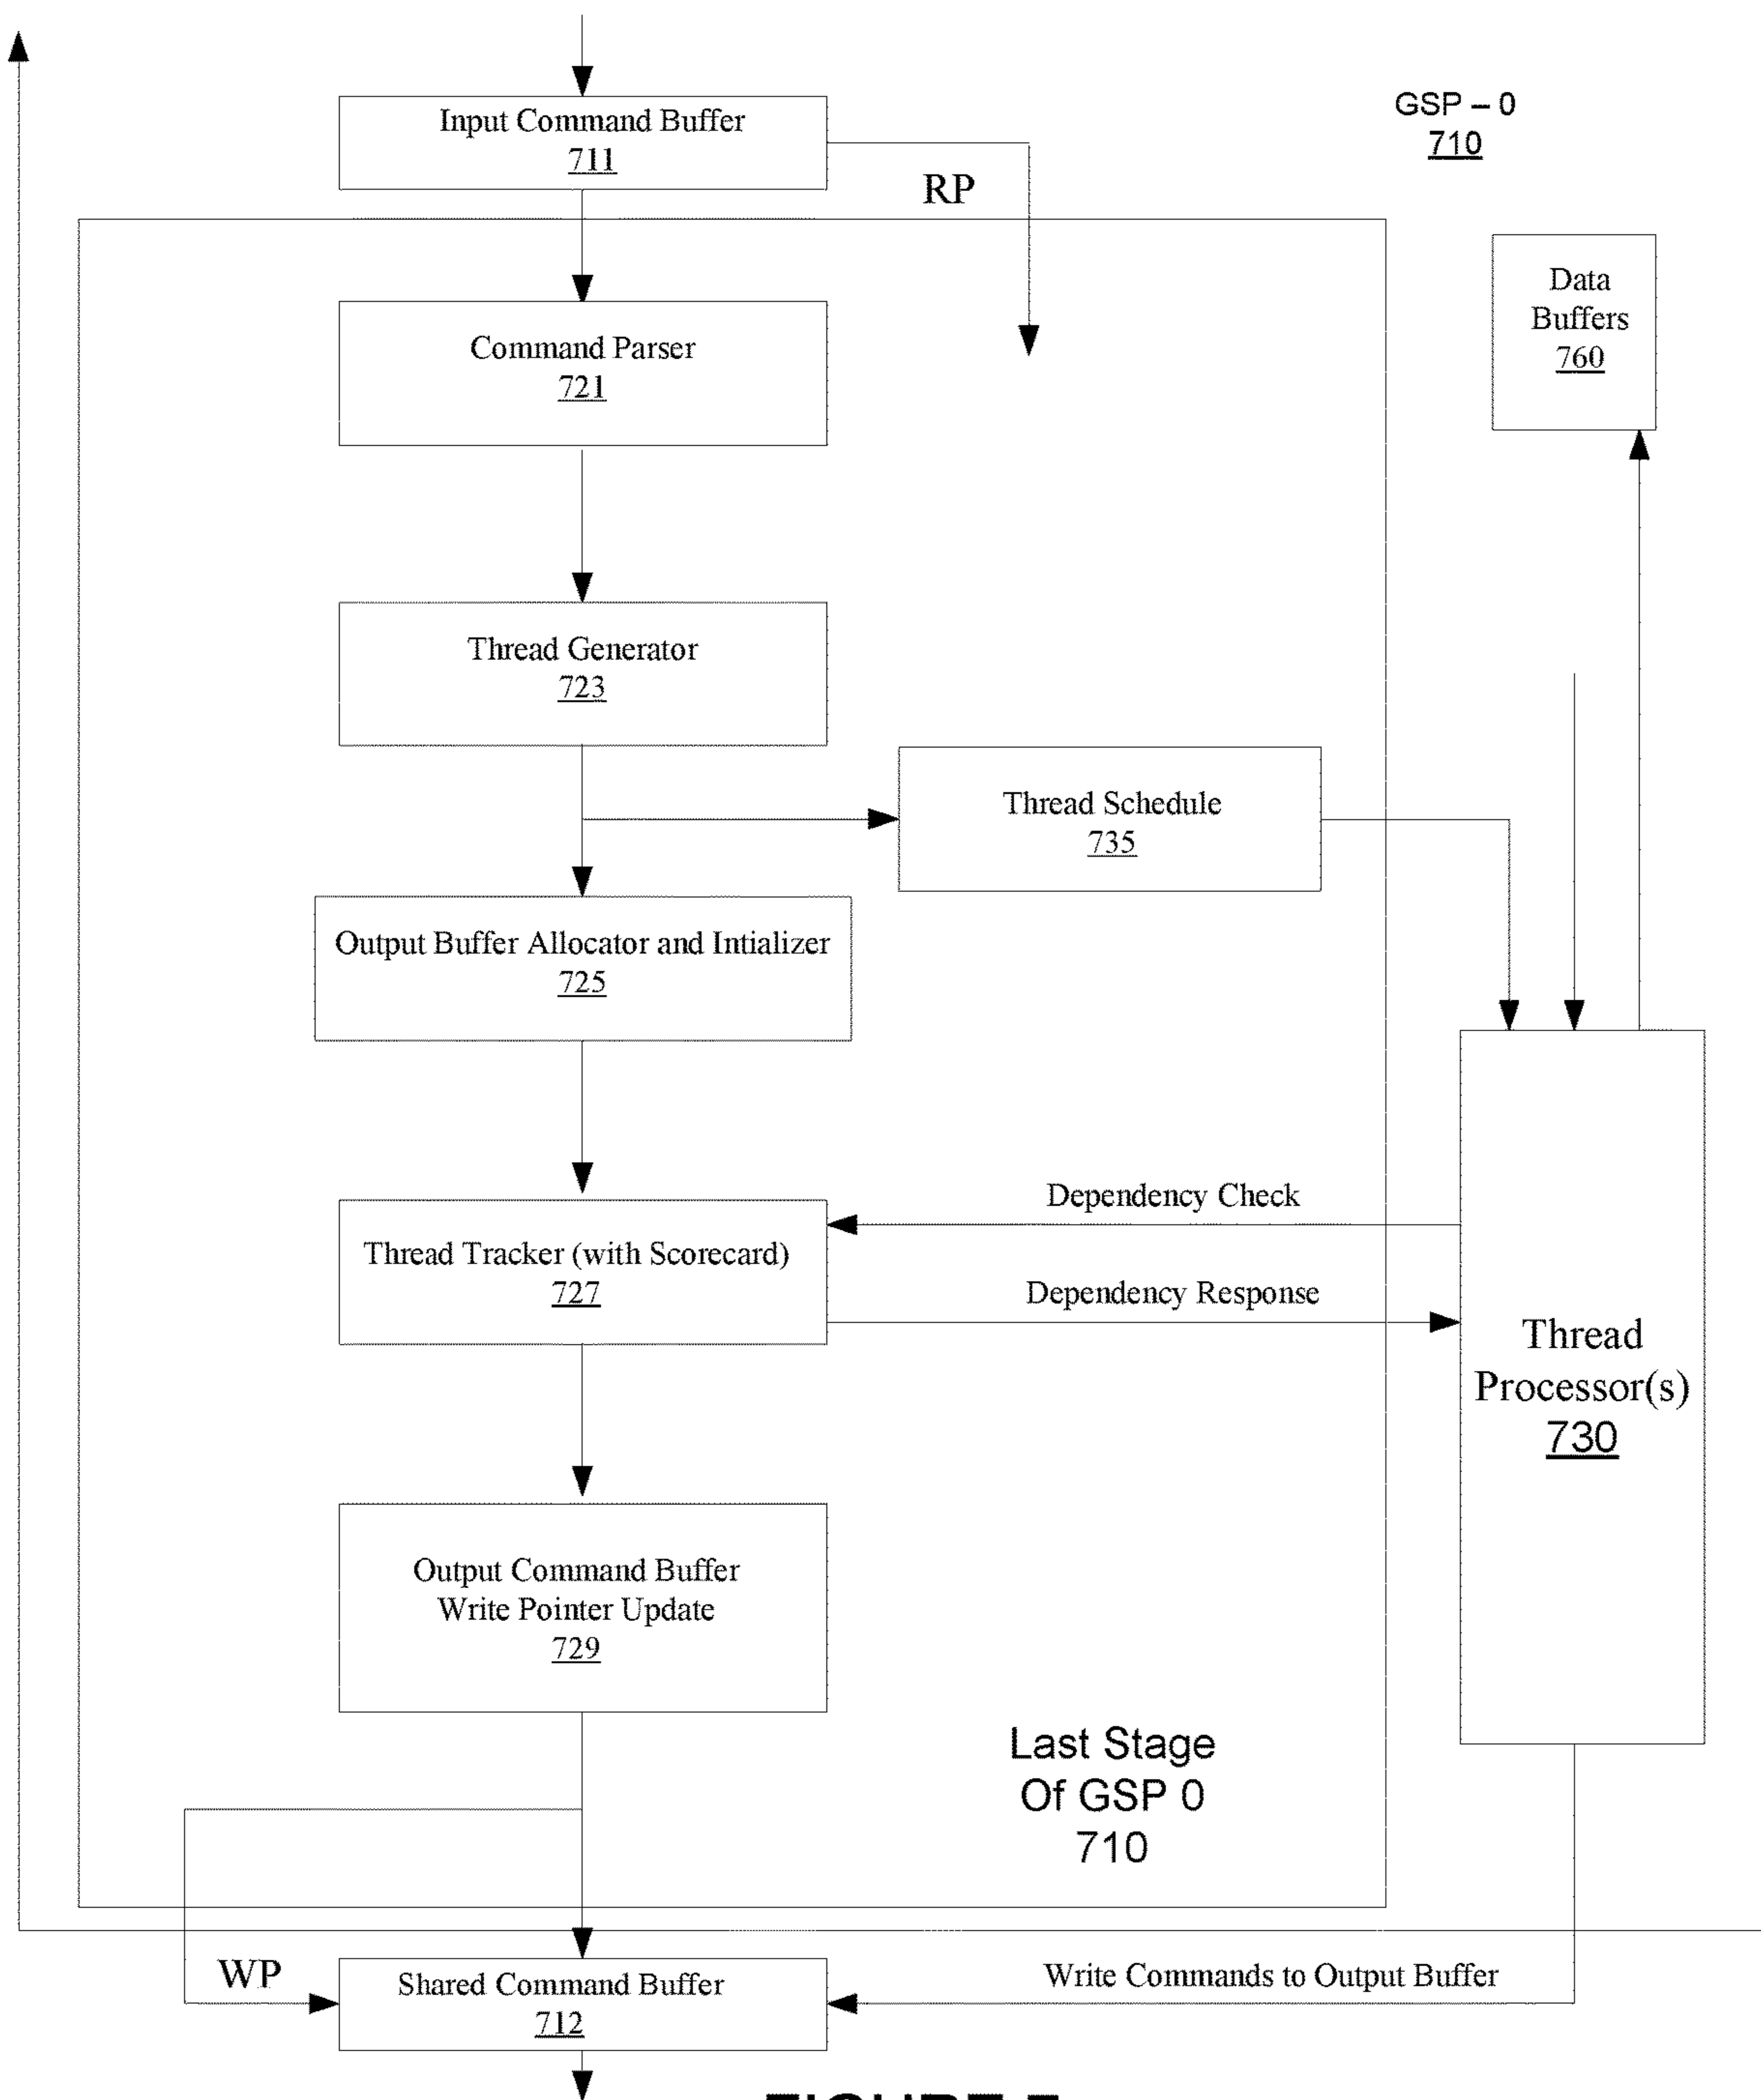 Input Command Buffer
711
GSP – 0
710
RP
Data
Buffers
760
Command Parser
721
Thread Generator
723
Thread Schedule
735
Output Buffer Allocator and Intializer
725
Dependency Check
Thread Tracker (with Scorecard)
727
Dependency Response
Thread
Processor(s)
730
Output Command Buffer
Write Pointer Update
729
Last Stage
Of GSP 0
710
WP
Shared Command Buffer
712
Write Commands to Output Buffer